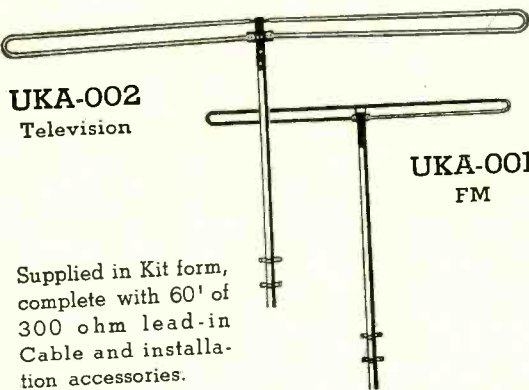 UKA-002
Television
UKA-001
FM
Supplied in Kit form,
complete with 60' of
300 ohm lead-in
Cable and installa-
tion accessories.